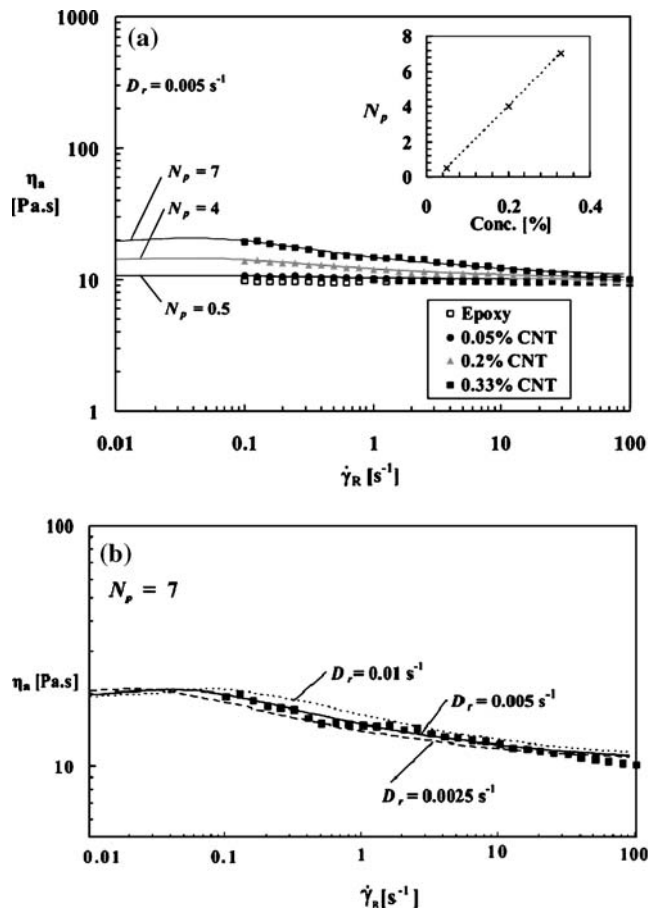 (a)
1000
D_r = 0.005 s⁻¹
100
ηa
[Pa.s]
N_p = 7
N_p = 4
10
N_p = 0.5
1
0.01 0.1 1 10 100
γ̇_R [s⁻¹]
8
6
N_p 4
2
0
0 0.2 0.4
Conc. [%]
Epoxy
0.05% CNT
0.2% CNT
0.33% CNT
(b)
100
N_p = 7
ηa [Pa.s]
D_r = 0.01 s⁻¹
D_r = 0.005 s⁻¹
10
D_r = 0.0025 s⁻¹
0.01 0.1 1 10 100
γ̇_R [s⁻¹]